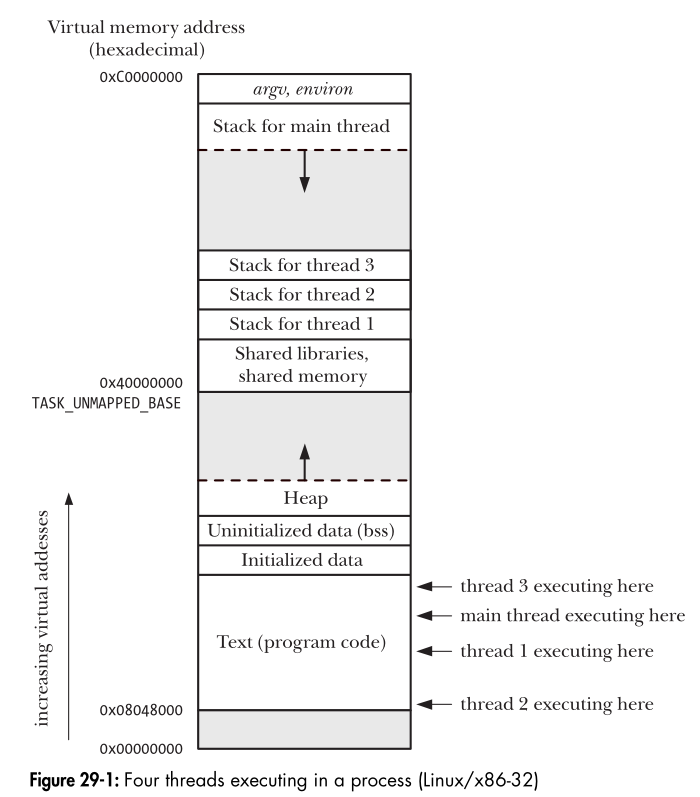 Virtual memory address
(hexadecimal)
0xC0000000
argv, environ
Stack for main thread
Stack for thread 3
Stack for thread 2
Stack for thread 1
Shared libraries,
shared memory
0x40000000
TASK_UNMAPPED_BASE
Heap
Uninitialized data (bss)
Initialized data
thread 3 executing here
main thread executing here
Text (program code)
thread 1 executing here
thread 2 executing here
0x08048000
0x00000000
increasing virtual addesses
Figure 29-1: Four threads executing in a process (Linux/x86-32)